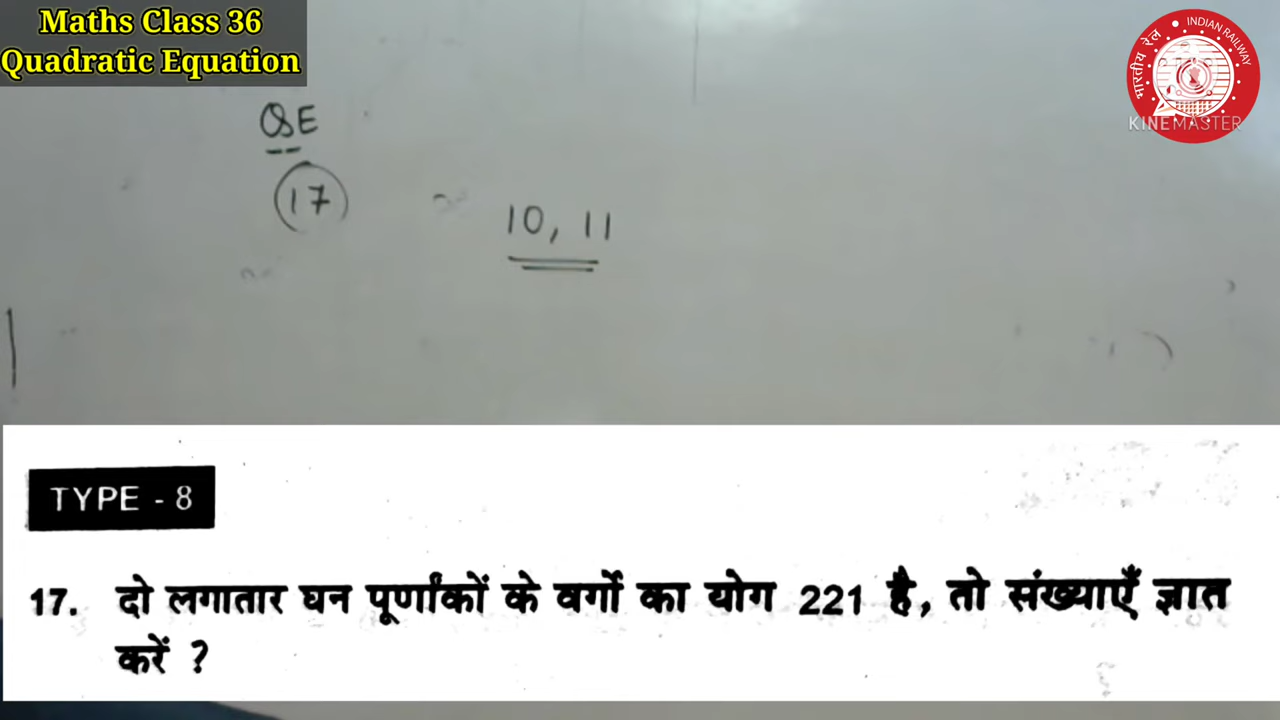 Maths Class 36
Quadratic Equation
भारतीय रेल
INDIAN RAILWAY
KINEMASTER
QE
17
10, 11
TYPE - 8
17. दो लगातार घन पूर्णांकों के वर्गो का योग 221 है, तो संख्याएँ ज्ञात
करें ?